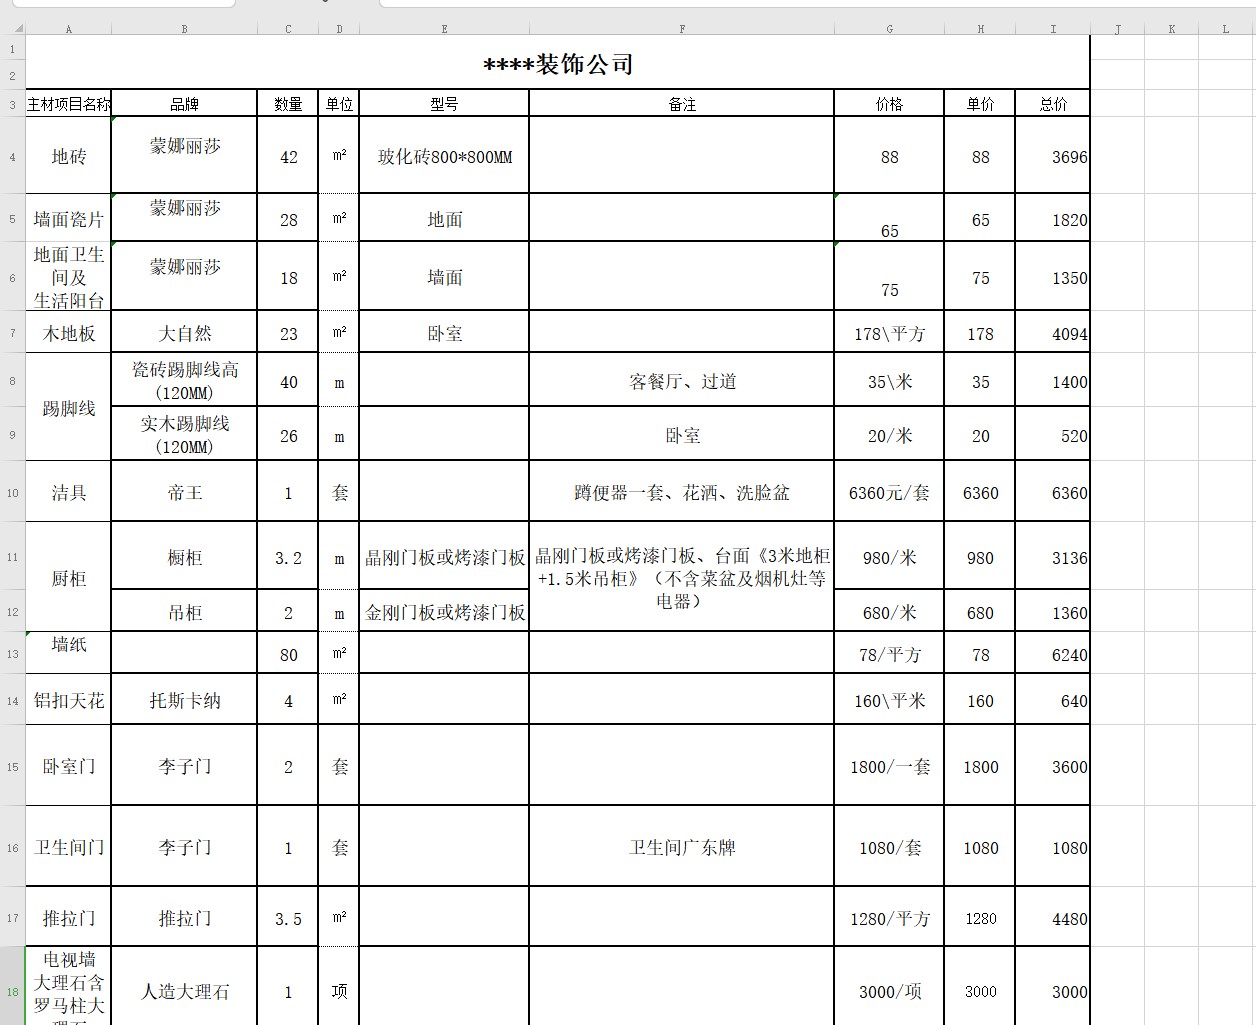 A B C D E F G H I J K L
1
****装饰公司
2
3 主材项目名称 品牌 数量 单位 型号 备注 价格 单价 总价
4 地砖 蒙娜丽莎 42 m² 玻化砖800*800MM 88 88 3696
5 墙面瓷片 蒙娜丽莎 28 m² 地面 65 65 1820
6 地面卫生
间及
生活阳台 蒙娜丽莎 18 m² 墙面 75 75 1350
7 木地板 大自然 23 m² 卧室 178\平方 178 4094
踢脚线
8 瓷砖踢脚线高
(120MM) 40 m 客餐厅、过道 35\米 35 1400
9 实木踢脚线
(120MM) 26 m 卧室 20/米 20 520
10 洁具 帝王 1 套 蹲便器一套、花洒、洗脸盆 6360元/套 6360 6360
厨柜
11 橱柜 3.2 m 晶刚门板或烤漆门板 晶刚门板或烤漆门板、台面《3米地柜
+1.5米吊柜》（不含菜盆及烟机灶等
电器） 980/米 980 3136
12 吊柜 2 m 金刚门板或烤漆门板 680/米 680 1360
13 墙纸 80 m² 78/平方 78 6240
14 铝扣天花 托斯卡纳 4 m² 160\平米 160 640
15 卧室门 李子门 2 套 1800/一套 1800 3600
16 卫生间门 李子门 1 套 卫生间广东牌 1080/套 1080 1080
17 推拉门 推拉门 3.5 m² 1280/平方 1280 4480
18 电视墙
大理石含
罗马柱大
理石 人造大理石 1 项 3000/项 3000 3000